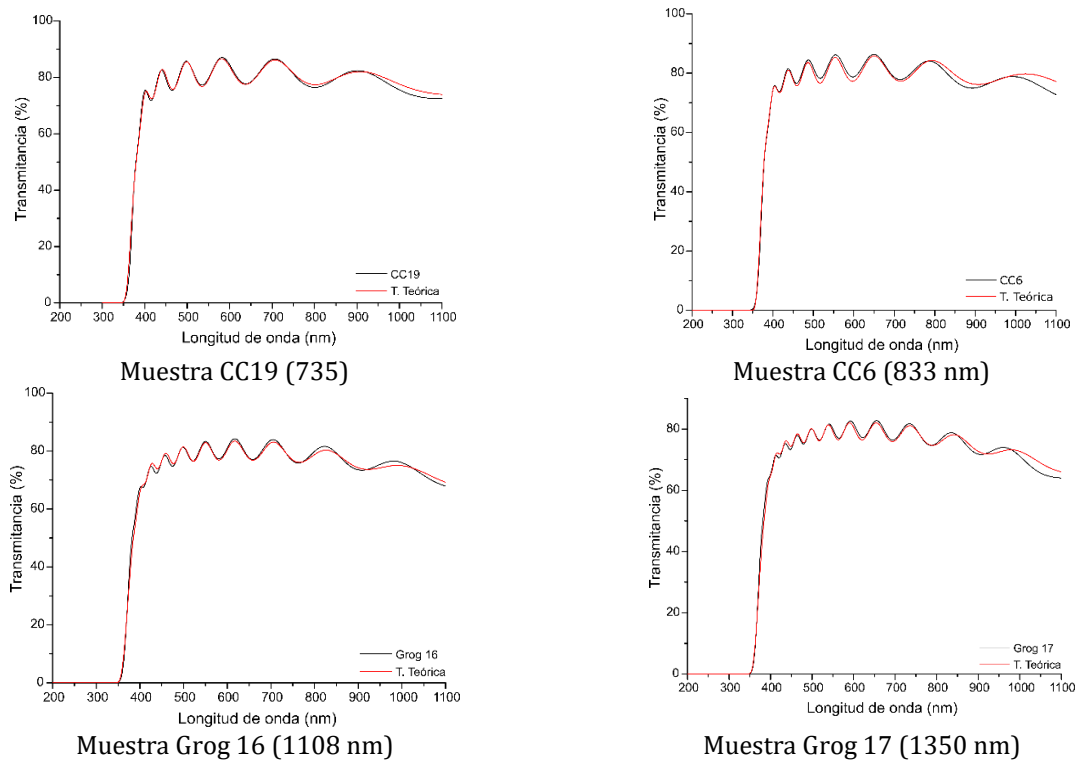 100
80
60
40
20
0
Transmitancia (%)
CC19
T. Teórica
200 300 400 500 600 700 800 900 1000 1100
Longitud de onda (nm)
Muestra CC19 (735)
100
80
60
40
20
0
Transmitancia (%)
CC6
T. Teórica
200 300 400 500 600 700 800 900 1000 1100
Longitud de onda (nm)
Muestra CC6 (833 nm)
100
80
60
40
20
0
Transmitancia (%)
Grog 16
T. Teórica
200 300 400 500 600 700 800 900 1000 1100
Longitud de onda (nm)
Muestra Grog 16 (1108 nm)
100
80
60
40
20
0
Transmitancia (%)
Grog 17
T. Teórica
200 300 400 500 600 700 800 900 1000 1100
Longitud de onda (nm)
Muestra Grog 17 (1350 nm)